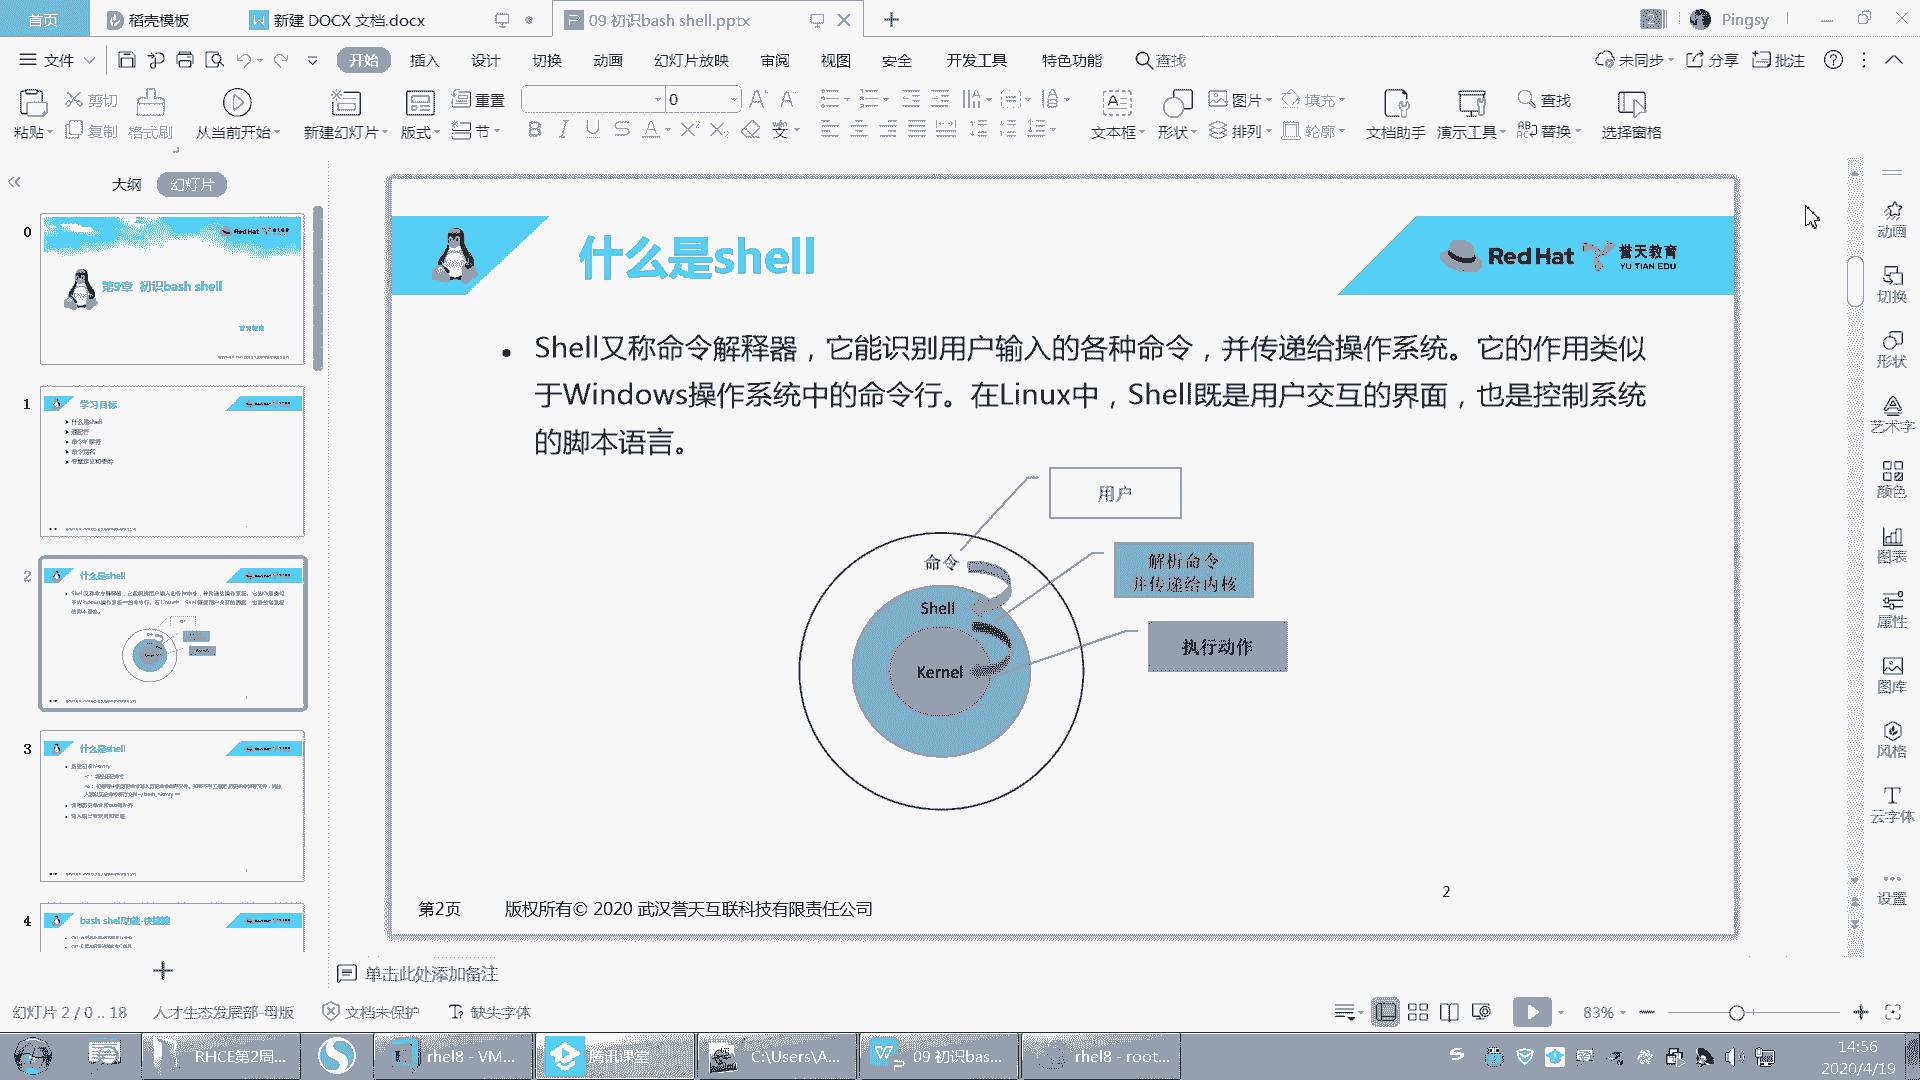 首页
稻壳模板
新建 DOCX 文档.docx
09 初识bash shell.pptx
Pingsy
文件
开始
插入
设计
切换
动画
幻灯片放映
审阅
视图
安全
开发工具
特色功能
查找
未同步
分享
批注
粘贴
剪切
复制
格式刷
从当前开始
新建幻灯片
版式
重置
节
0
文本框
形状
图片
排列
填充
轮廓
文档助手
演示工具
查找
替换
选择窗格
大纲
幻灯片
0
Red Hat
第9章 初识bash shell
1
学习目标
什么是shell
2
什么是shell
3
什么是shell
4
bash shell功能-快捷键
什么是shell
Red Hat
誉天教育
YU TIAN EDU
Shell又称命令解释器，它能识别用户输入的各种命令，并传递给操作系统。它的作用类似
于Windows操作系统中的命令行。在Linux中，Shell既是用户交互的界面，也是控制系统
的脚本语言。
用户
命令
解析命令
并传递给内核
Shell
执行动作
Kernel
2
第2页
版权所有© 2020 武汉誉天互联科技有限责任公司
动画
切换
形状
艺术字
颜色
图表
属性
图库
风格
云字体
设置
单击此处添加备注
幻灯片 2 / 0 .. 18
人才生态发展部-母版
文档未保护
缺失字体
83%
RHCE第2周...
rhel8 - VM...
腾讯课堂
C:\Users\A...
09 初识bas...
rhel8 - root...
14:56
2020/4/19